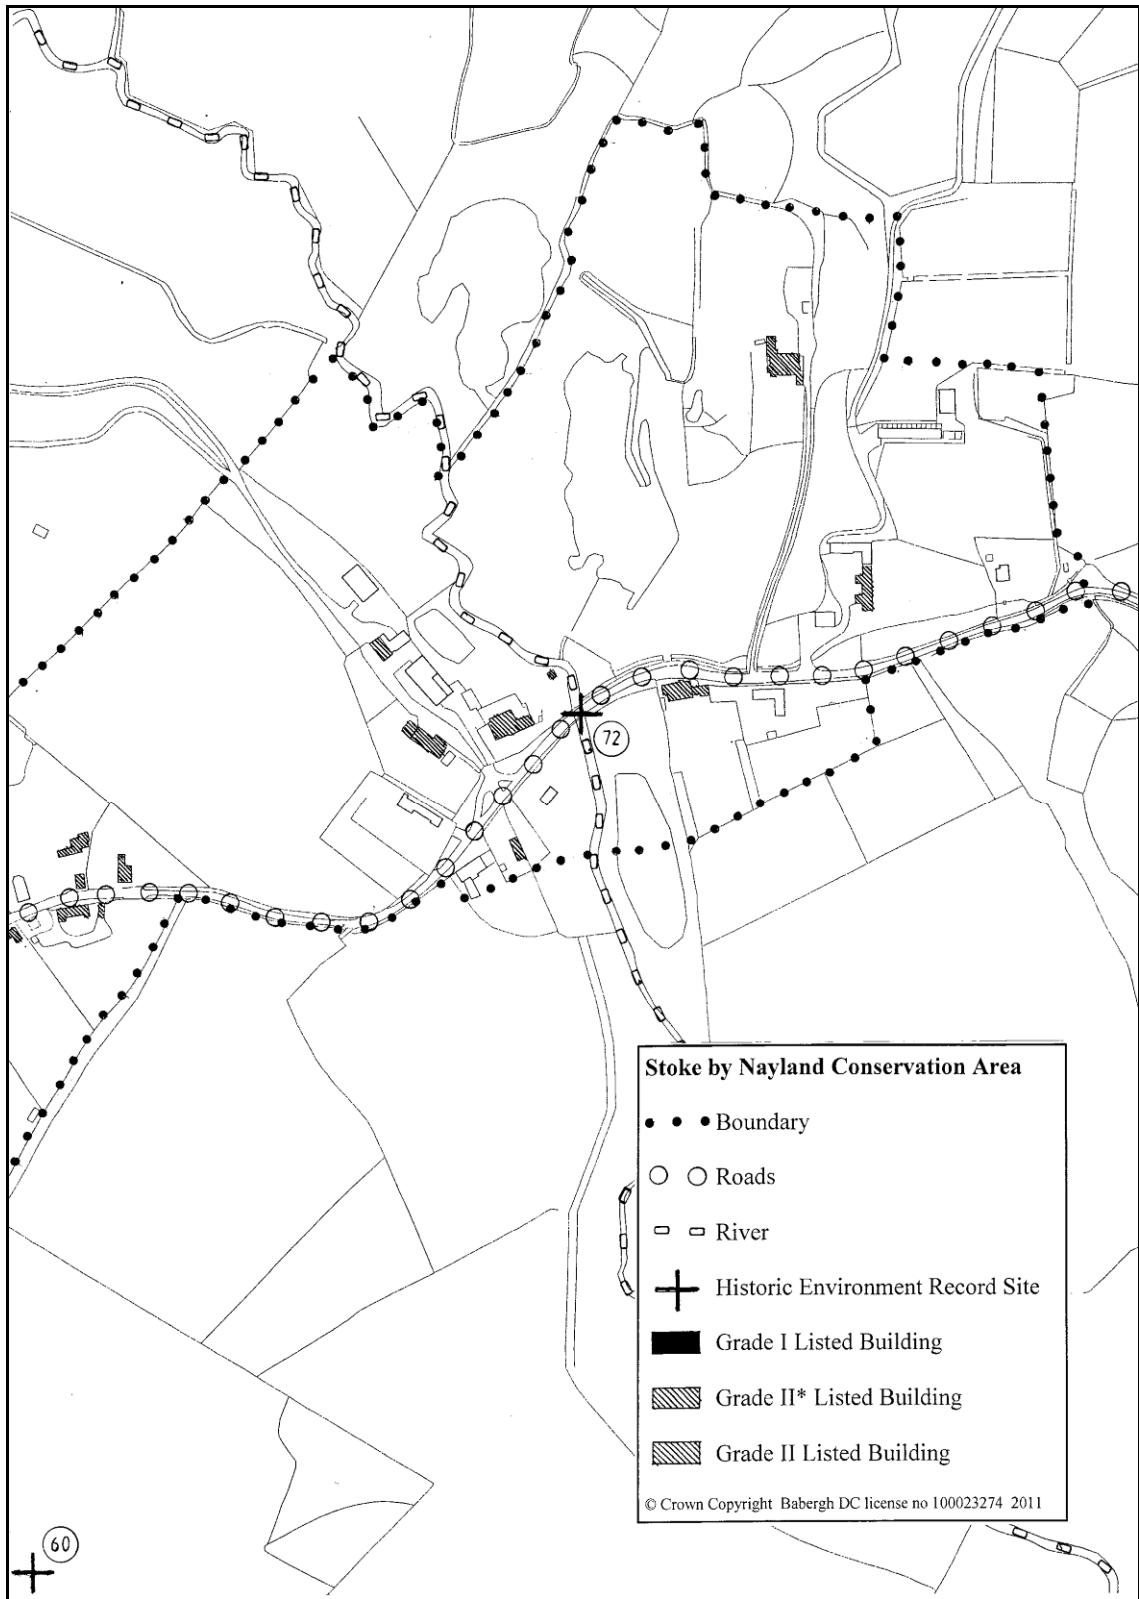 72
Stoke by Nayland Conservation Area
Boundary
Roads
River
Historic Environment Record Site
Grade I Listed Building
Grade II* Listed Building
Grade II Listed Building
© Crown Copyright Babergh DC license no 100023274 2011
60